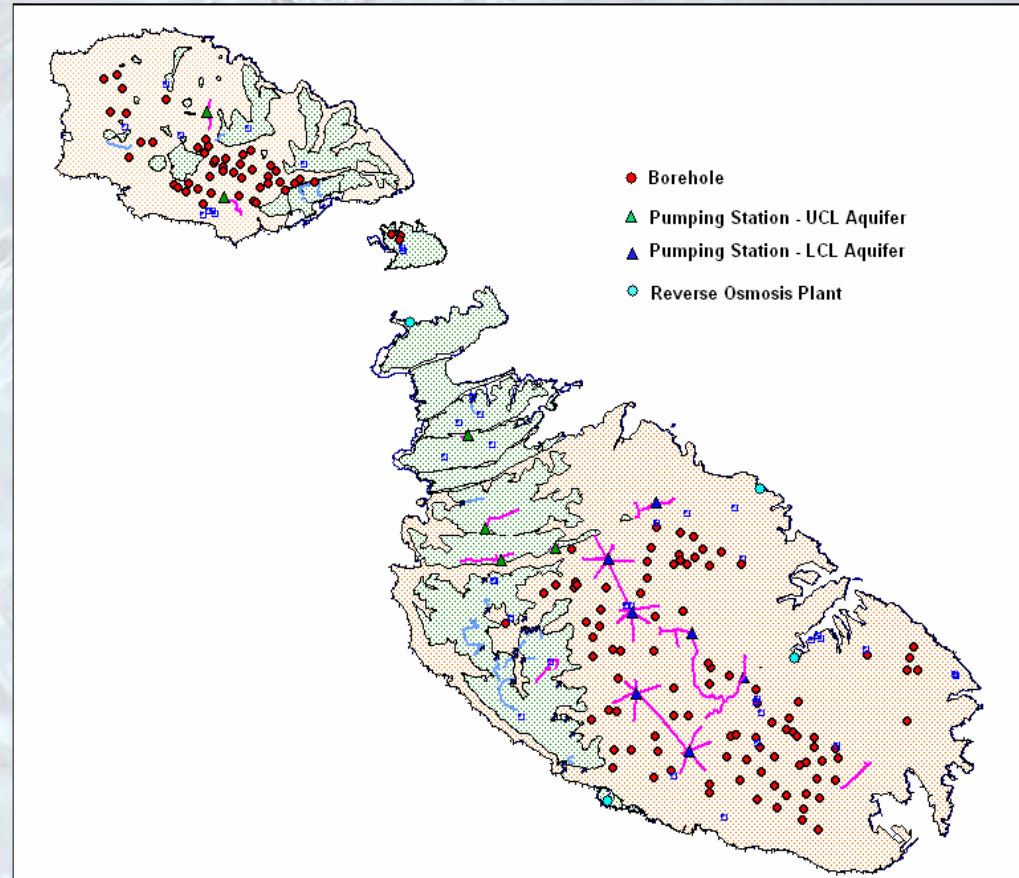 Borehole
Pumping Station - UCL Aquifer
Pumping Station - LCL Aquifer
Reverse Osmosis Plant